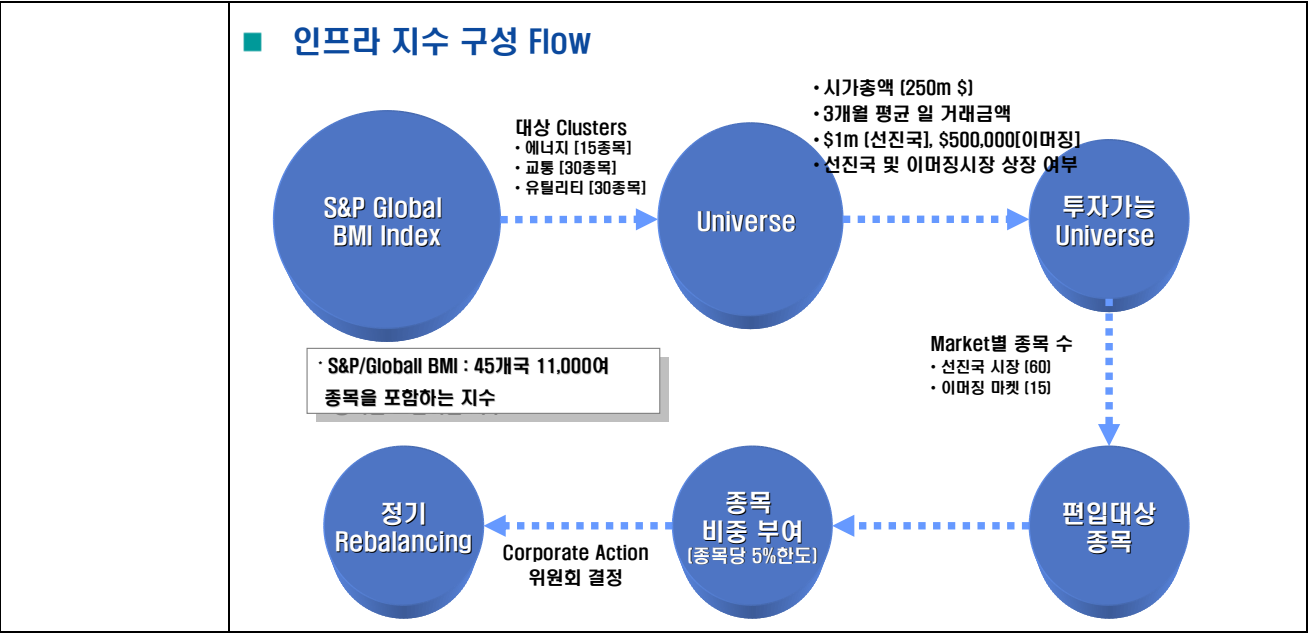 인프라 지수 구성 Flow
• 시가총액 (250m $)
• 3개월 평균 일 거래금액
• $1m (선진국), $500,000(이머징)
• 선진국 및 이머징시장 상장 여부
대상 Clusters
• 에너지 (15종목)
• 교통 (30종목)
• 유틸리티 (30종목)
S&P Global
BMI Index
Universe
투자가능
Universe
Market별 종목 수
• 선진국 시장 (60)
• 이머징 마켓 (15)
· S&P/Globall BMI : 45개국 11,000여
종목을 포함하는 지수
정기
Rebalancing
Corporate Action
위원회 결정
종목
비중 부여
(종목당 5%한도)
편입대상
종목